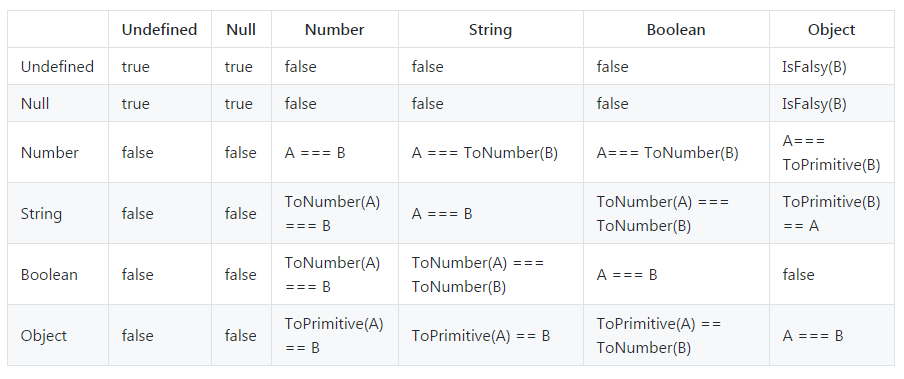 Undefined Null Number String Boolean Object
Undefined true true false false false IsFalsy(B)
Null true true false false false IsFalsy(B)
Number false false A === B A === ToNumber(B) A=== ToNumber(B) A===
ToPrimitive(B)
String false false ToNumber(A)
=== B A === B ToNumber(A) ===
ToNumber(B) ToPrimitive(B)
== A
Boolean false false ToNumber(A)
=== B ToNumber(A) ===
ToNumber(B) A === B false
Object false false ToPrimitive(A)
== B ToPrimitive(A) == B ToPrimitive(A) ==
ToNumber(B) A === B